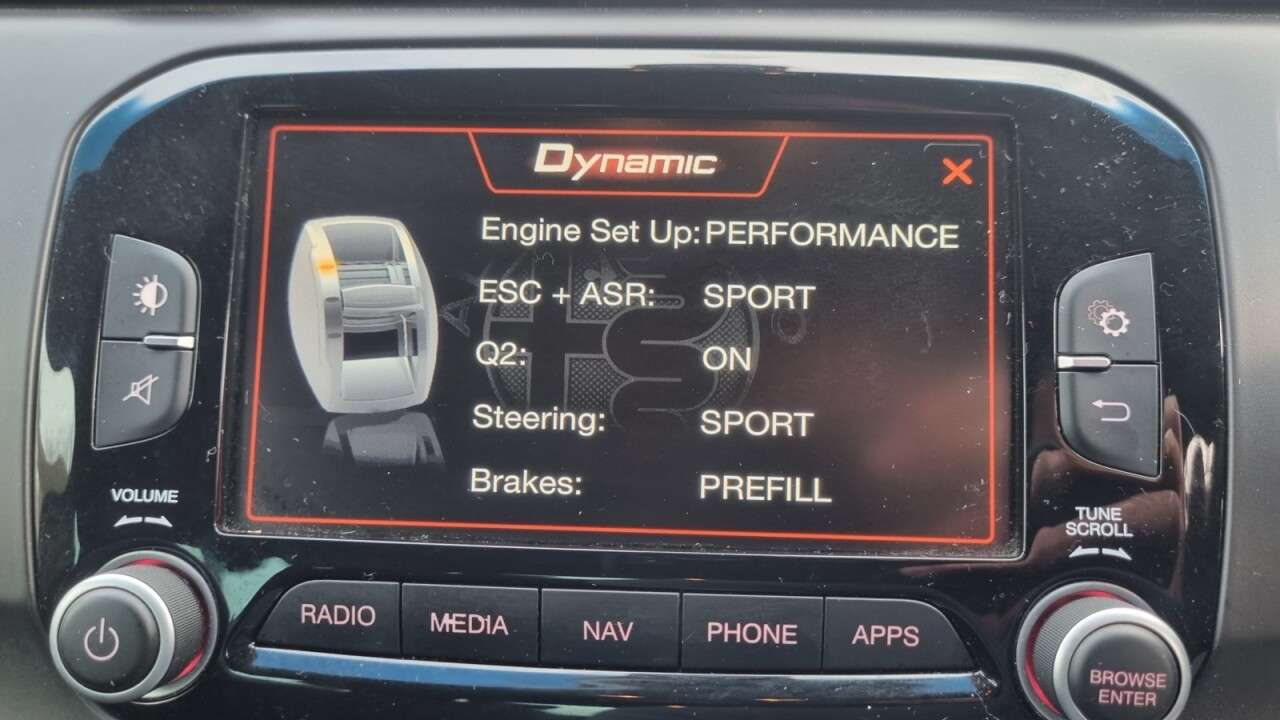 Dynamic
Engine Set Up: PERFORMANCE
ESC + ASR: SPORT
Q2: ON
Steering: SPORT
Brakes: PREFILL
VOLUME
TUNE
SCROLL
RADIO
MEDIA
NAV
PHONE
APPS
BROWSE
ENTER